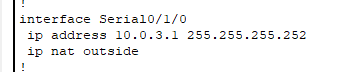 !
interface Serial0/1/0
ip address 10.0.3.1 255.255.255.252
ip nat outside
!